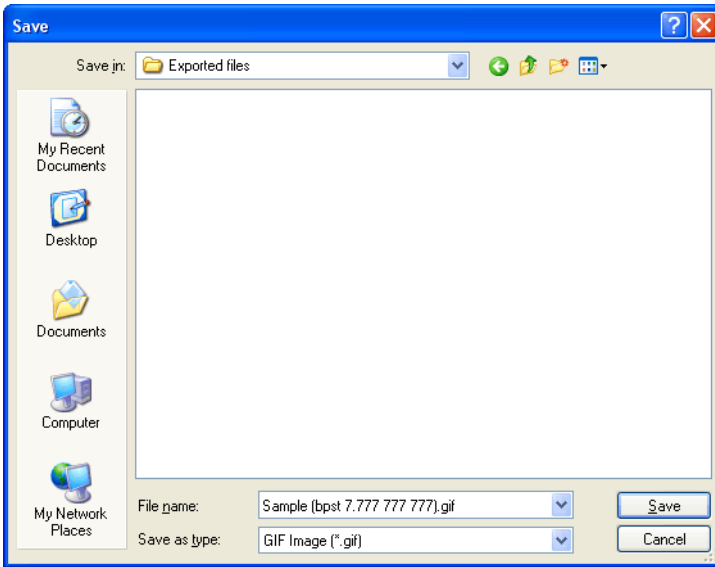 Save
Save in: Exported files
My Recent
Documents
Desktop
Documents
Computer
My Network
Places
File name: Sample (bpst 7.777 777 777).gif Save
Save as type: GIF Image (*.gif) Cancel